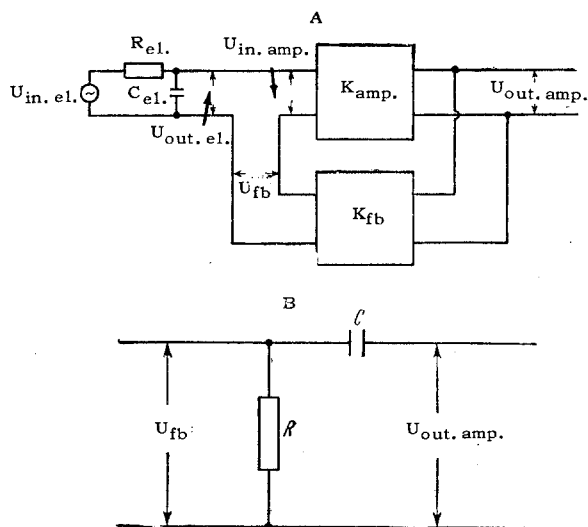 A
R el.
U in. amp.
U in. el.
C el.
K amp.
U out. amp.
U out. el.
U fb
K fb
B
C
U fb
R
U out. amp.